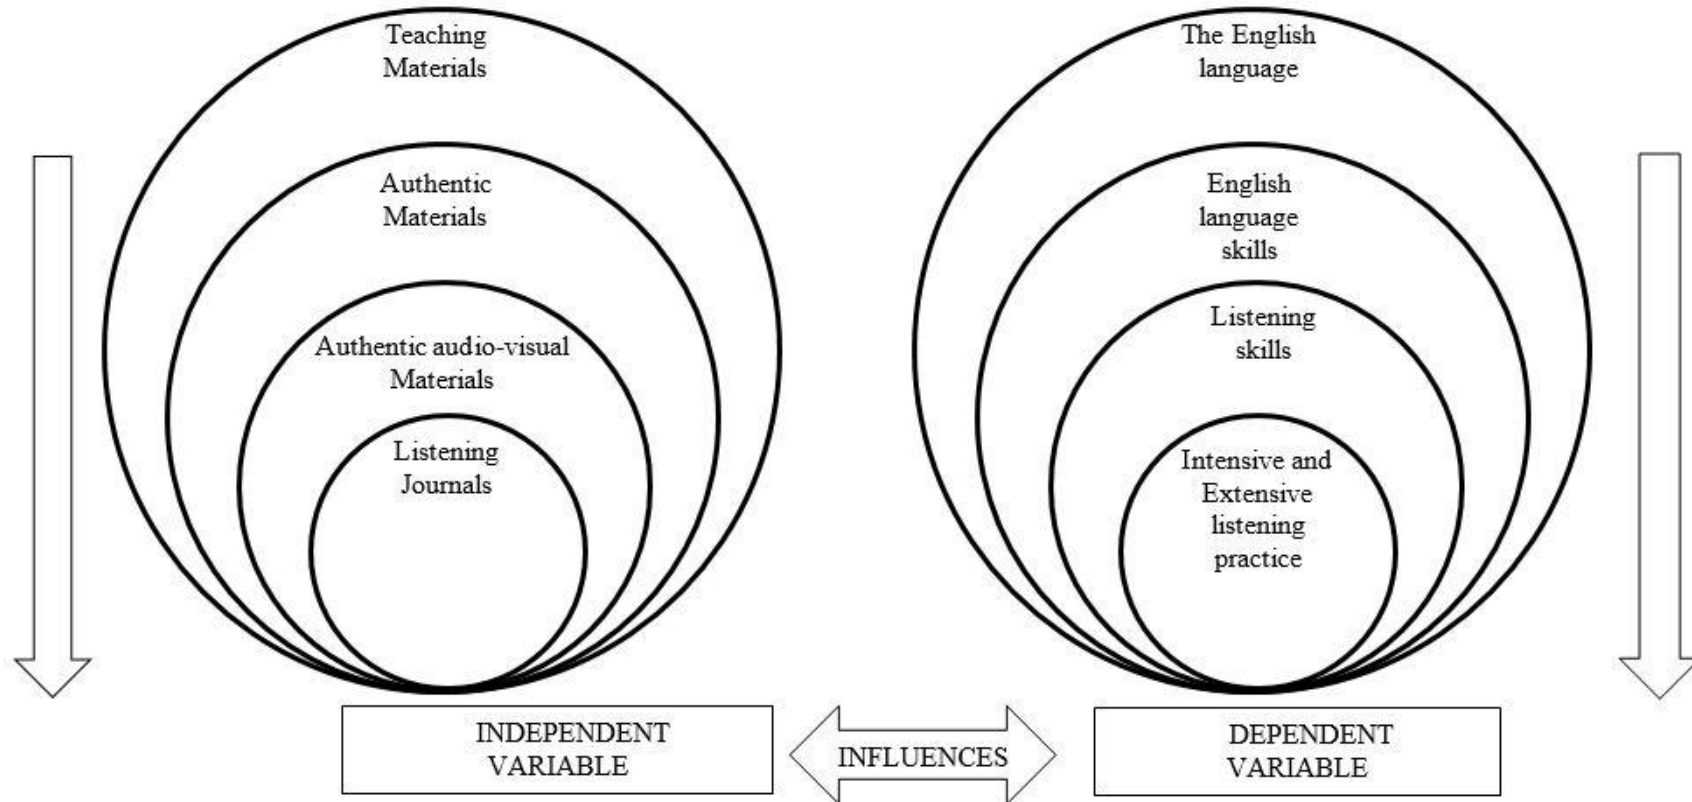 Teaching
Materials
Authentic
Materials
Authentic audio-visual
Materials
Listening
Journals
INDEPENDENT
VARIABLE
INFLUENCES
The English
language
English
language
skills
Listening
skills
Intensive and
Extensive
listening
practice
DEPENDENT
VARIABLE